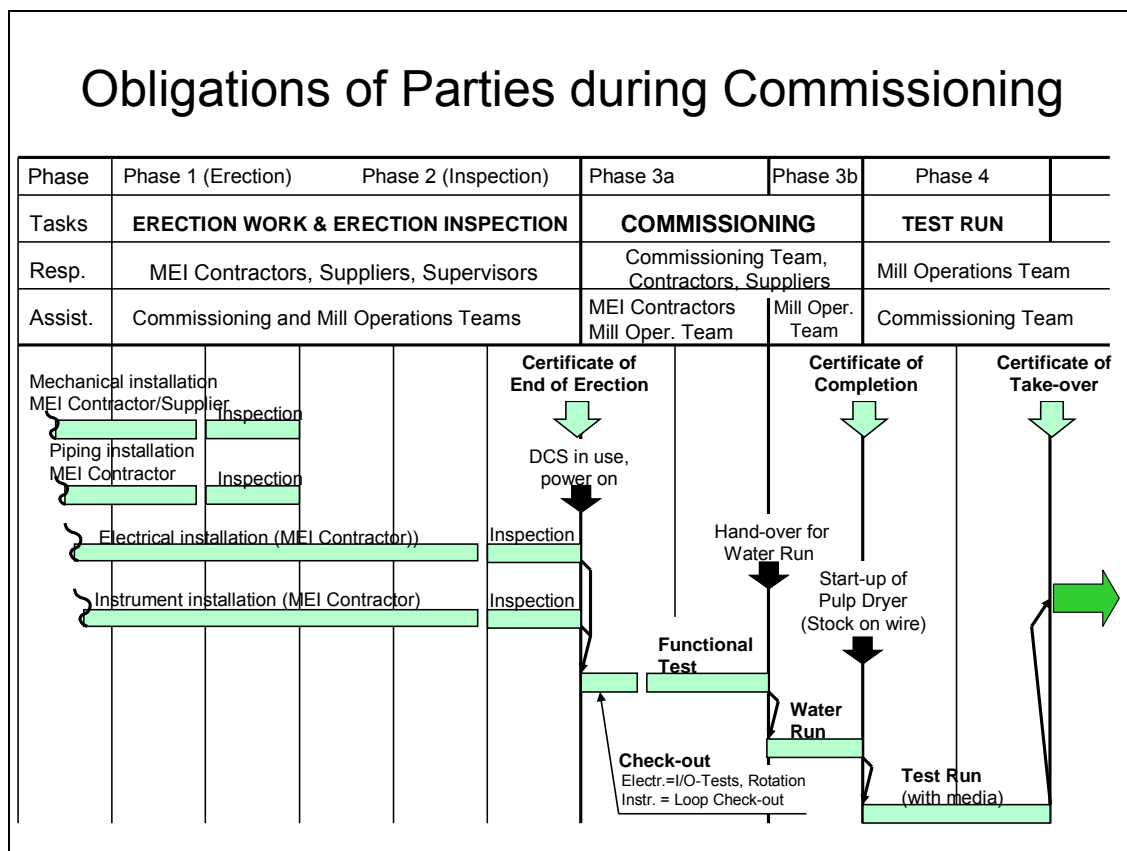 Obligations of Parties during Commissioning
Phase
Phase 1 (Erection)
Phase 2 (Inspection)
Phase 3a
Phase 3b
Phase 4
Tasks
ERECTION WORK & ERECTION INSPECTION
COMMISSIONING
TEST RUN
Resp.
MEI Contractors, Suppliers, Supervisors
Commissioning Team,
Contractors, Suppliers
Mill Operations Team
Assist.
Commissioning and Mill Operations Teams
MEI Contractors
Mill Oper. Team
Mill Oper.
Team
Commissioning Team
Certificate of
End of Erection
Certificate of
Completion
Certificate of
Take-over
Mechanical installation
MEI Contractor/Supplier
Inspection
Piping installation
MEI Contractor
Inspection
DCS in use,
power on
Electrical installation (MEI Contractor))
Inspection
Hand-over for
Water Run
Start-up of
Pulp Dryer
(Stock on wire)
Instrument installation (MEI Contractor)
Inspection
Functional
Test
Water
Run
Check-out
Electr.=I/O-Tests, Rotation
Instr. = Loop Check-out
Test Run
(with media)